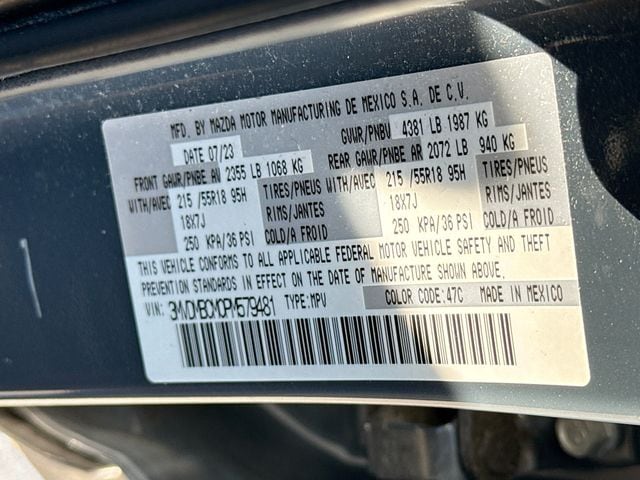 MFD. BY MAZDA MOTOR MANUFACTURING DE MEXICO S.A. DE C.V.
DATE 07/23 GVWR/PNBV 4381 LB 1987 KG
FRONT GAWR/PNBE AV 2355 LB 1068 KG REAR GAWR/PNBE AR 2072 LB 940 KG
WITH/AVEC 215 /55R18 95H TIRES/PNEUS WITH/AVEC 215 /55R18 95H TIRES/PNEUS
18X7J RIMS/JANTES 18X7J RIMS/JANTES
250 KPA/36 PSI COLD/A FROID 250 KPA/36 PSI COLD/A FROID
THIS VEHICLE CONFORMS TO ALL APPLICABLE FEDERAL MOTOR VEHICLE SAFETY AND THEFT
PREVENTION STANDARDS IN EFFECT ON THE DATE OF MANUFACTURE SHOWN ABOVE.
VIN: TYPE: MPV COLOR CODE: 47C MADE IN MEXICO